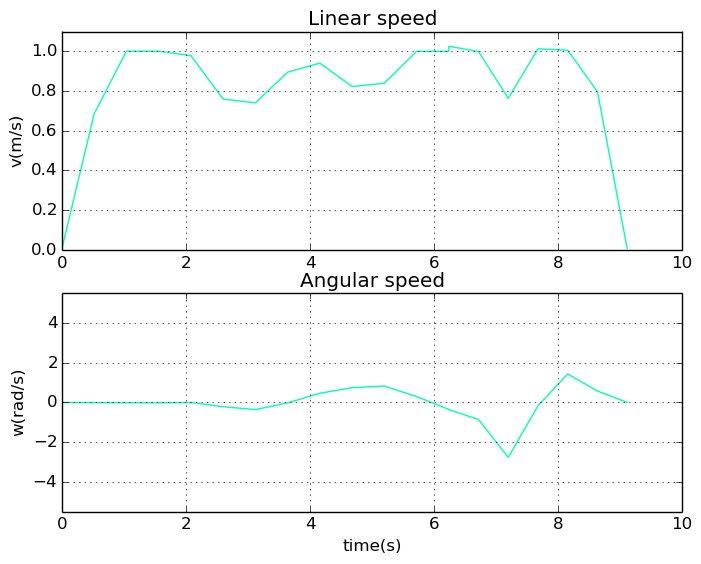 Linear speed
1.0
0.8
0.6
0.4
0.2
0.0
v(m/s)
0 2 4 6 8 10
Angular speed
4
2
0
−2
−4
w(rad/s)
0 2 4 6 8 10
time(s)